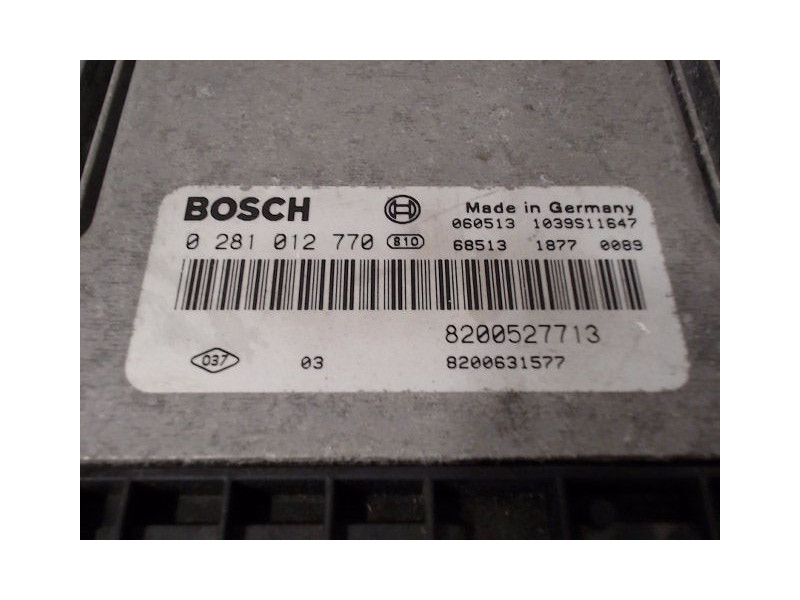 BOSCH
Made in Germany
060513 1039S11647
0 281 012 770 810
68513 1877 0089
8200527713
037 03 8200631577